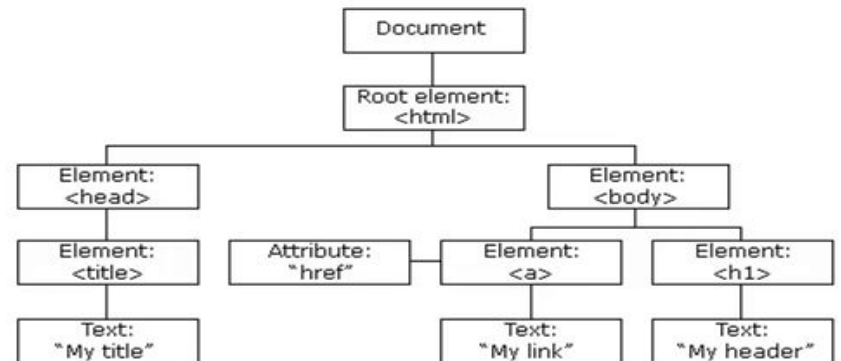 Document
Root element:
<html>
Element:
<head>
Element:
<body>
Element:
<title>
Attribute:
“href”
Element:
<a>
Element:
<h1>
Text:
“My title”
Text:
“My link”
Text:
“My header”